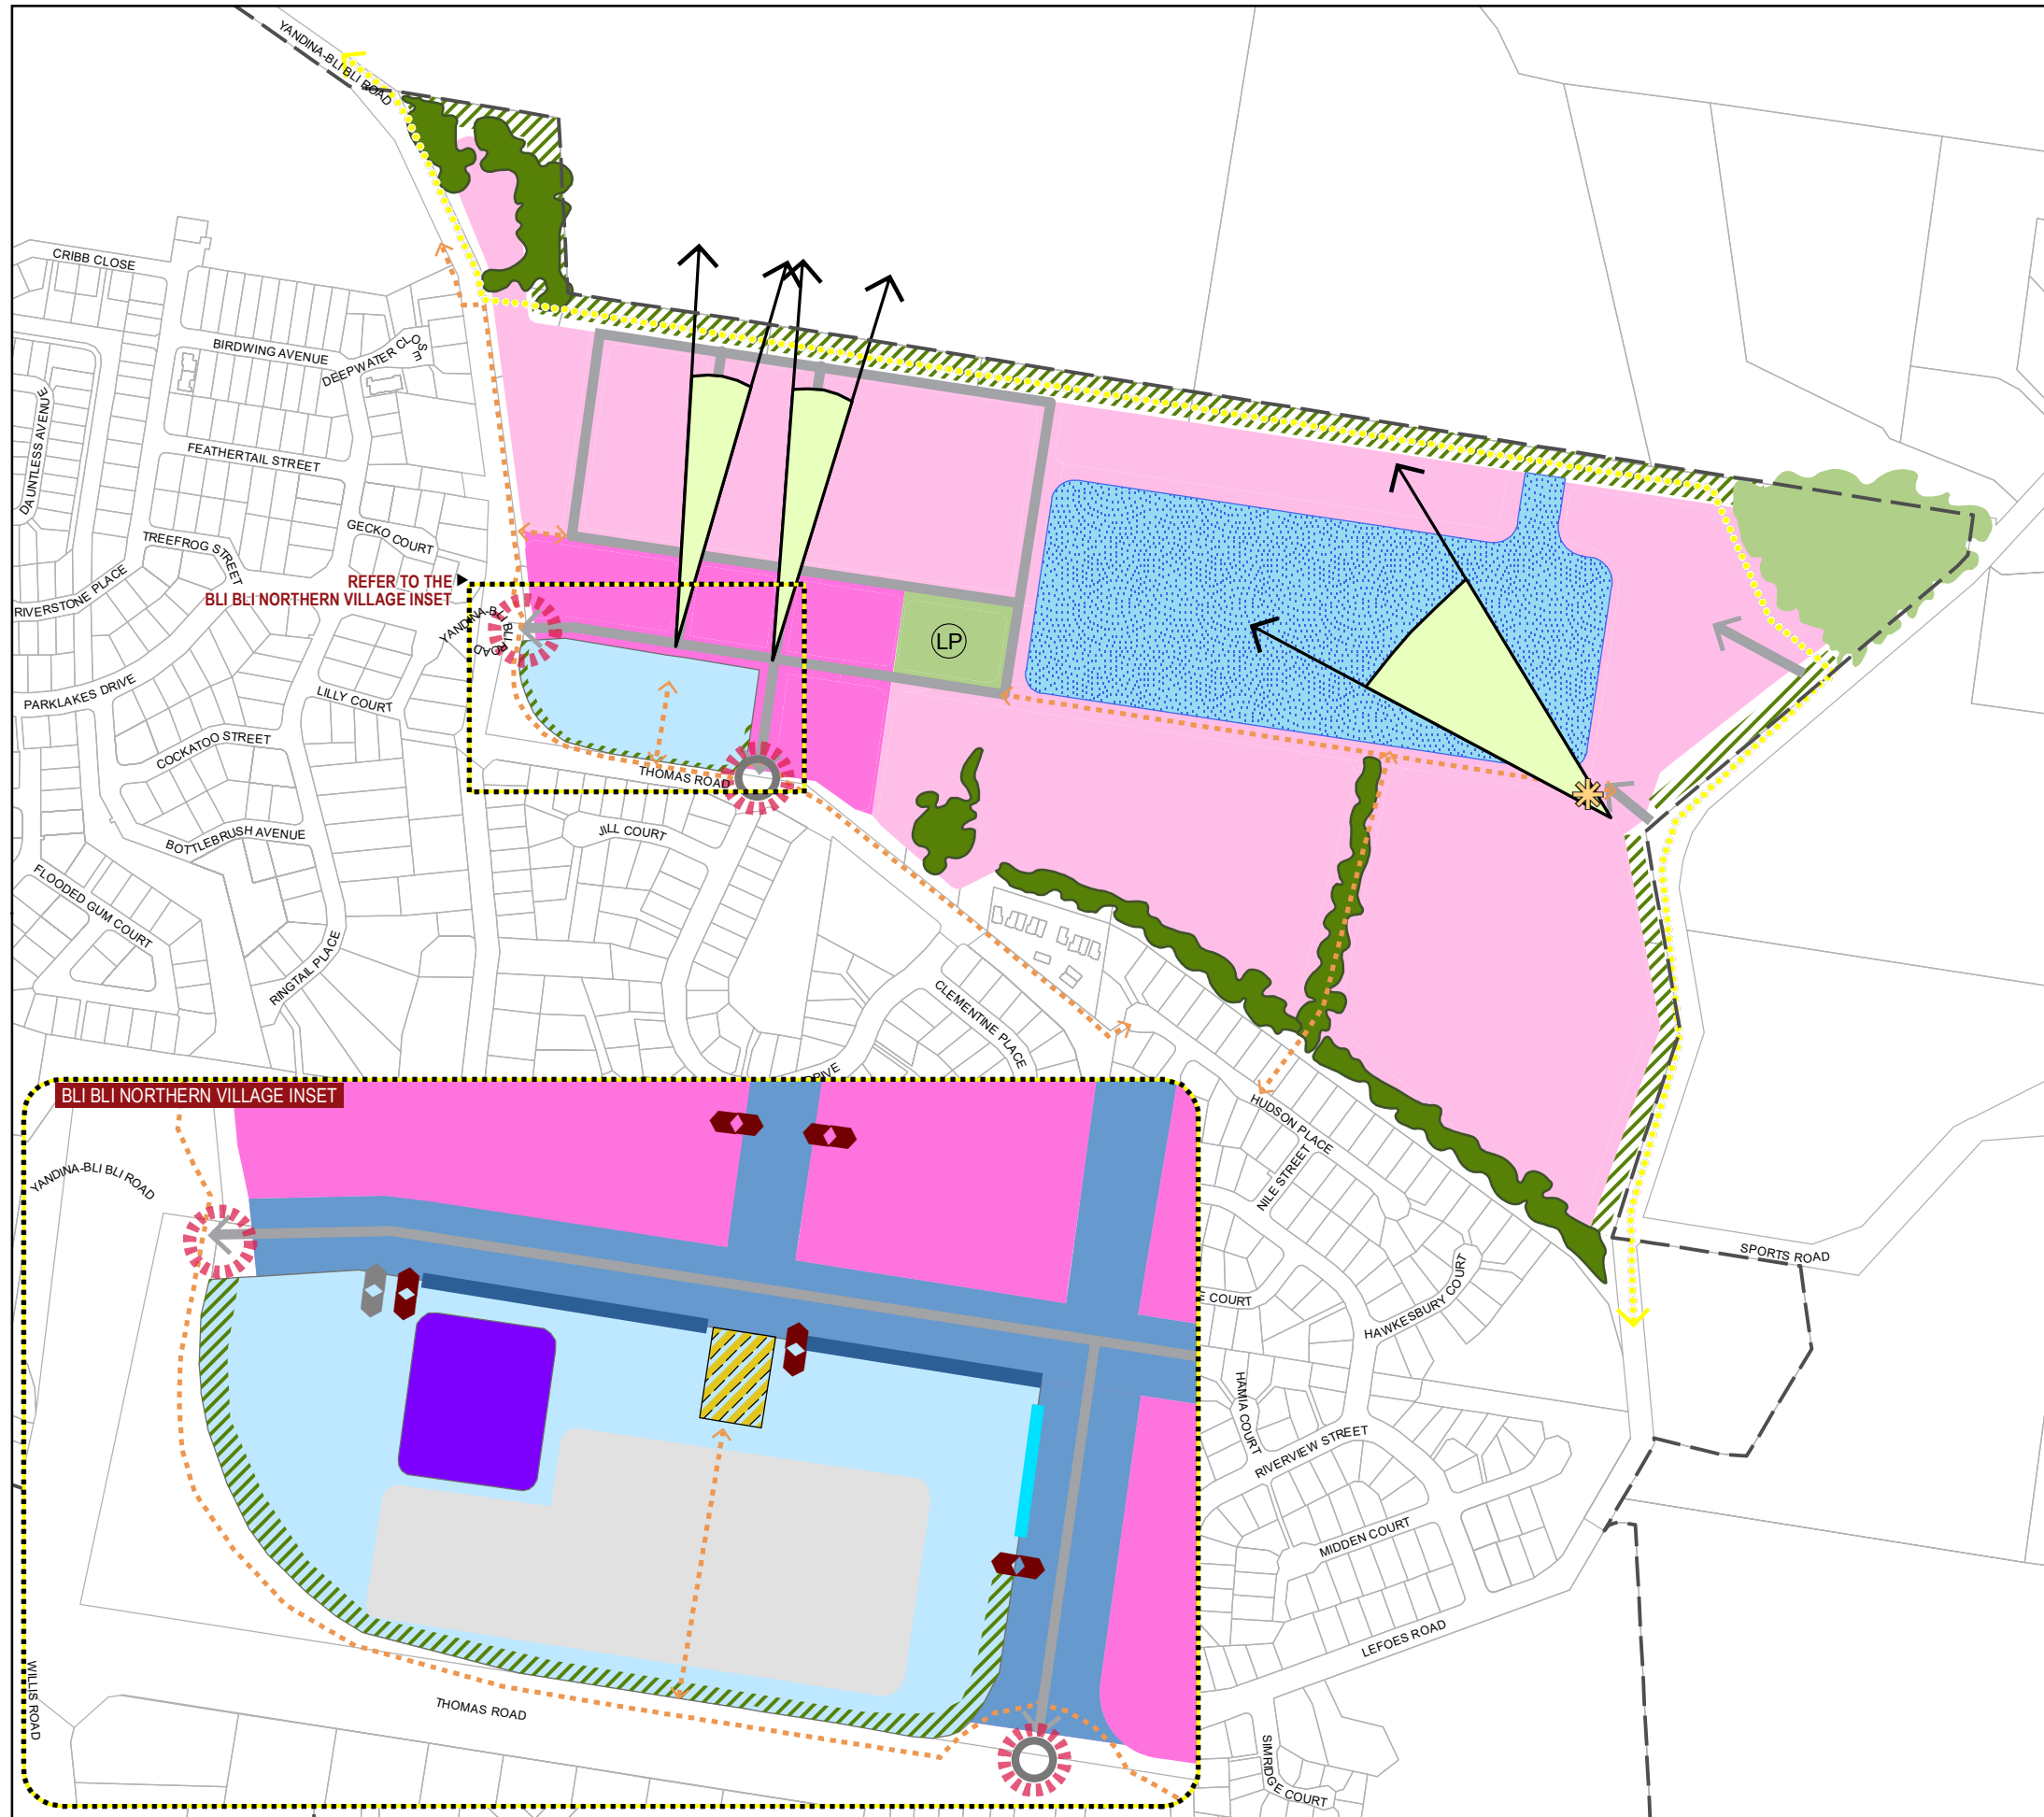 YANDINA-BLI BLI ROAD
CRIBB CLOSE
BIRDWING AVENUE
DEEPWATER CLOSE
DAUNTLESS AVENUE
FEATHERTAIL STREET
GECKO COURT
TREEFROG STREET
REFER TO THE
BLI BLI NORTHERN VILLAGE INSET
RIVERSTONE PLACE
YANDINA-BLI BLI ROAD
LP
PARKLAKES DRIVE
LILLY COURT
COCKATOO STREET
THOMAS ROAD
BOTTLEBRUSH AVENUE
JILL COURT
FLOODED GUM COURT
RINGTAIL PLACE
CLEMENTINE PLACE
DRIVE
BLI BLI NORTHERN VILLAGE INSET
HUDSON PLACE
NILE STREET
YANDINA-BLI BLI ROAD
SPORTS ROAD
E COURT
HAWKESBURY COURT
HAMIA COURT
RIVERVIEW STREET
MIDDEN COURT
LEFOES ROAD
WILLIS ROAD
THOMAS ROAD
SIMRIDGE COURT